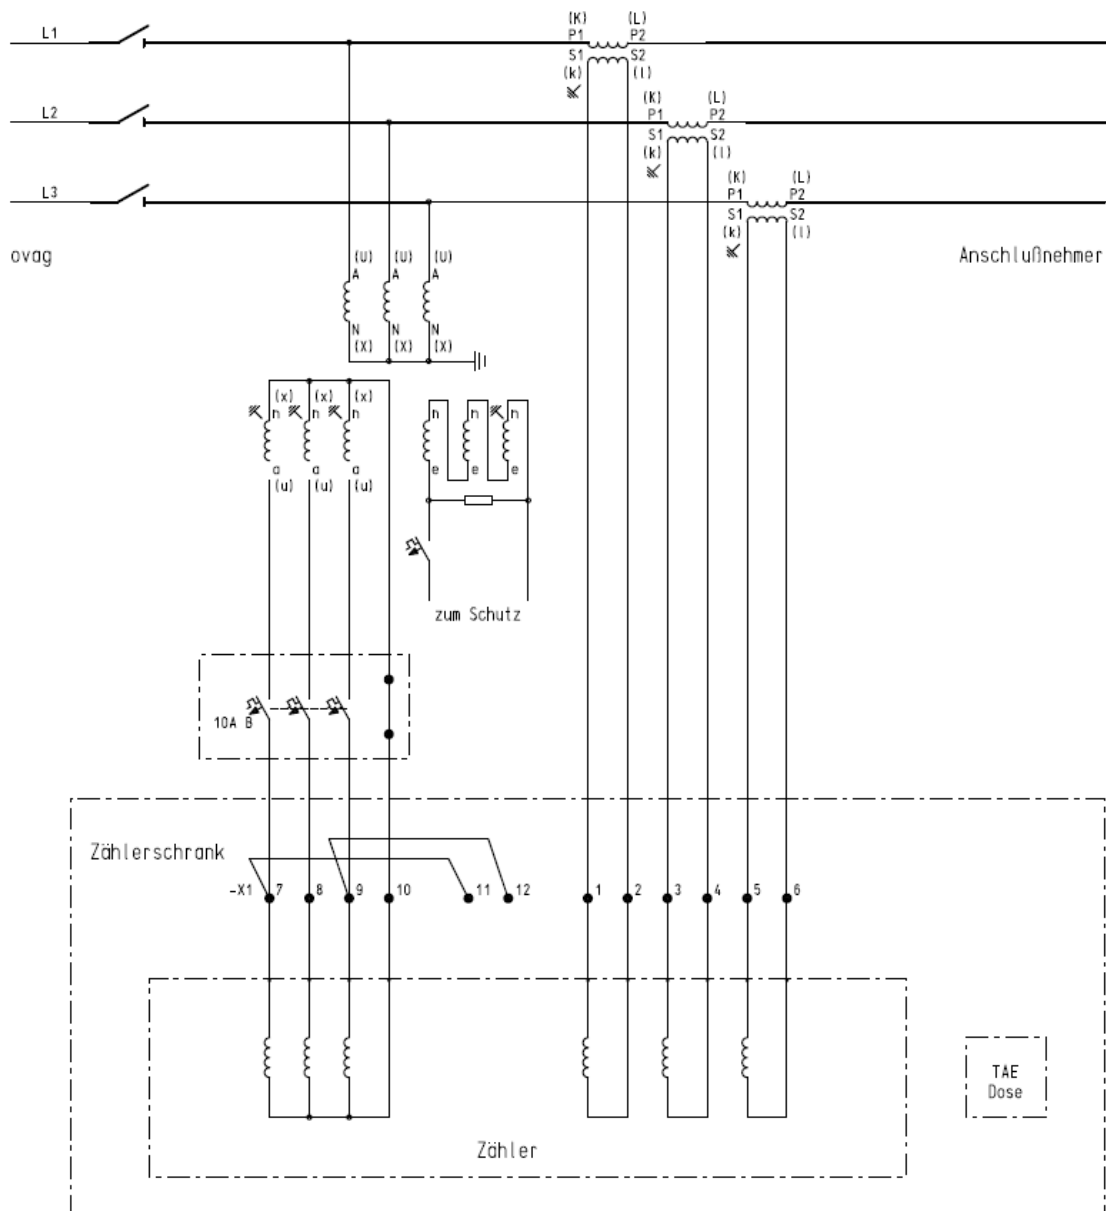 (K) (L)
L1 P1 P2
S1 S2
(k) (l)
(K) (L)
L2 P1 P2
S1 S2
(k) (l)
(K) (L)
L3 P1 P2
S1 S2
(k) (l)
ovag (U) (U) (U) Anschlußnehmer
A A A
N N N
(X) (X) (X)
(x) (x) (x)
n n n n n n
a a a e e e
(u) (u) (u)
zum Schutz
10A B
Zählerschrank
-X1 7 8 9 10 11 12 1 2 3 4 5 6
TAE
Dose
Zähler